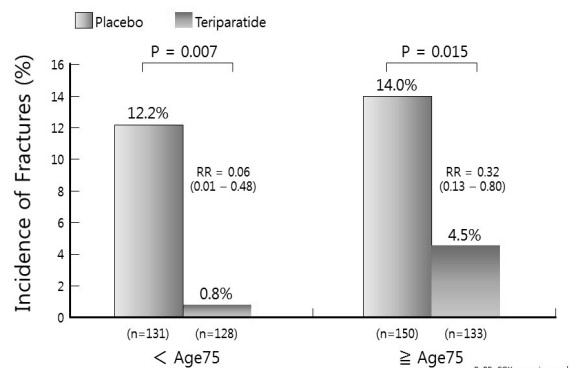 Placebo Teriparatide
P = 0.007 P = 0.015
Incidence of Fractures (%)
16
14
12
10
8
6
4
2
0
12.2%
0.8%
RR = 0.06
(0.01 – 0.48)
14.0%
4.5%
RR = 0.32
(0.13 – 0.80)
(n=131) (n=128) (n=150) (n=133)
< Age75 ≧ Age75